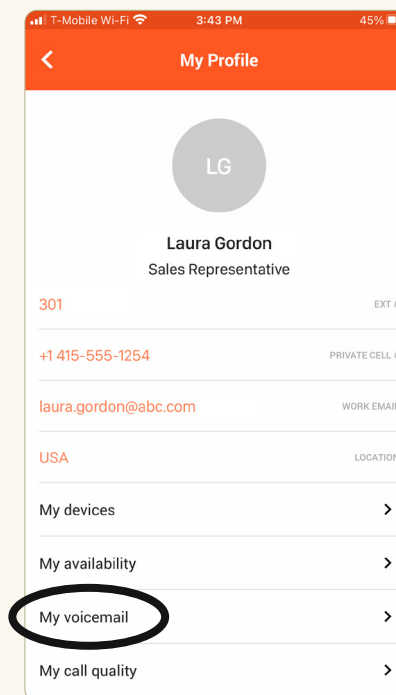 T-Mobile Wi-Fi 3:43 PM 45%
My Profile
LG
Laura Gordon
Sales Representative
301 EXT
+1 415-555-1254 PRIVATE CELL
laura.gordon@abc.com WORK EMAIL
USA LOCATION
My devices
My availability
My voicemail
My call quality